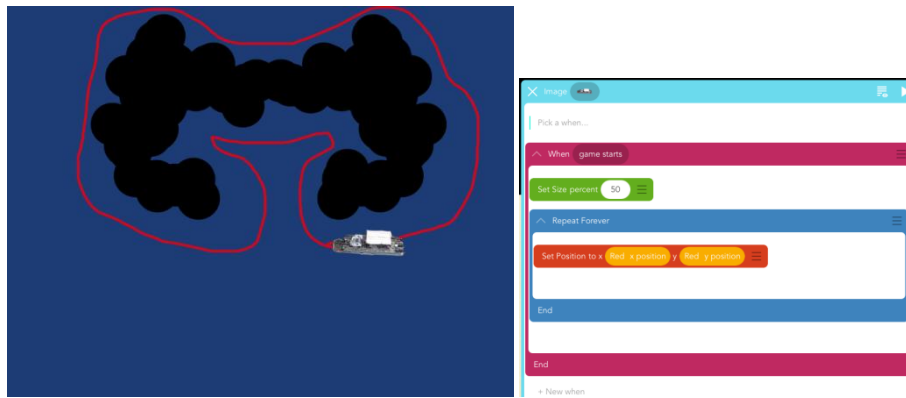 Image
Pick a when...
When game starts
Set Size percent 50
Repeat Forever
Set Position to x Red x position y Red y position
End
End
+ New when